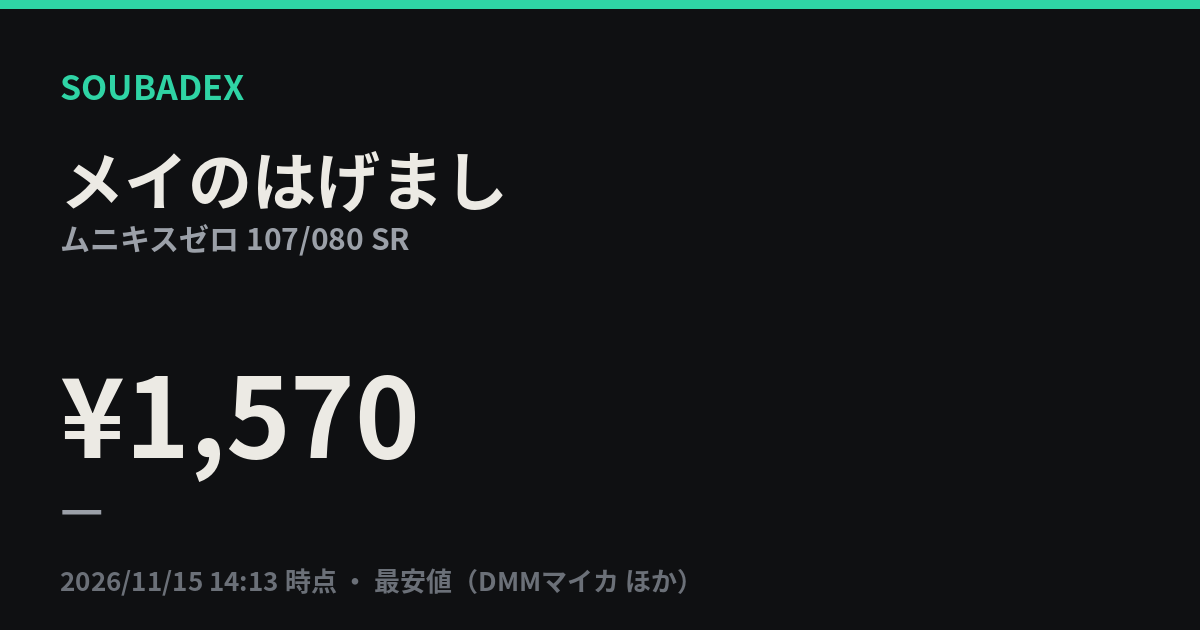 SOUBADEX
メイのはげまし
ムニキスゼロ 107/080 SR
¥1,570
—
2026/11/15 14:13 時点 ・ 最安値（DMMマイカ ほか）